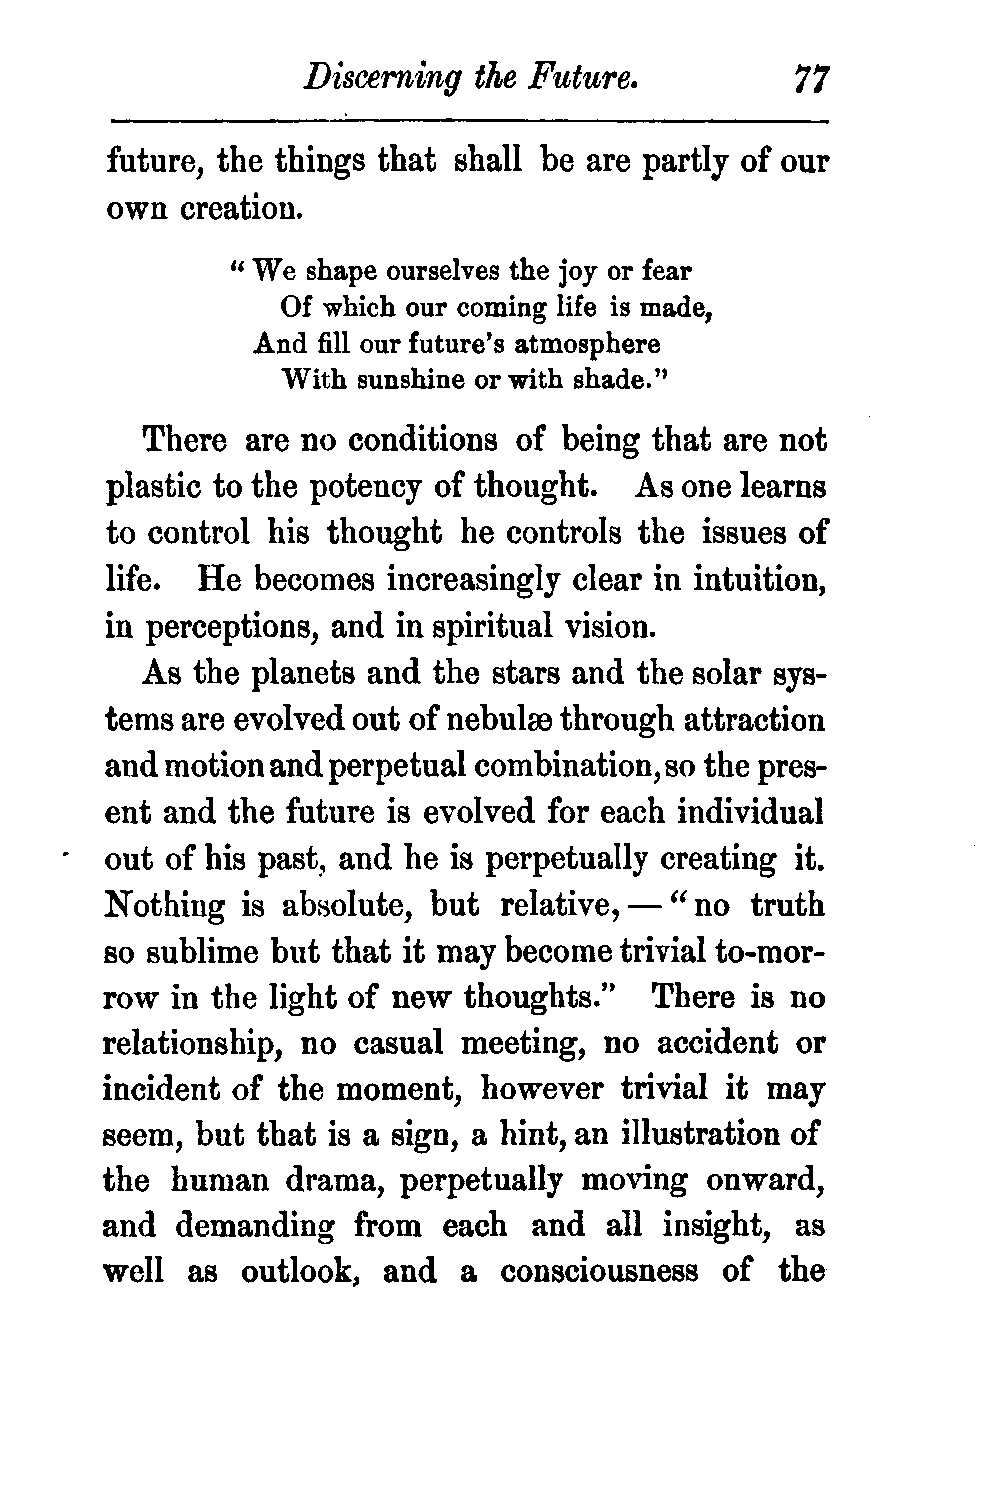 Discerning the Future. 77
future, the things that shall be are partly of our
own creation.
“ We shape ourselves the joy or fear
Of which our coming life is made,
And fill our future’s atmosphere
With sunshine or with shade.”
There are no conditions of being that are not
plastic to the potency of thought. As one learns
to control his thought he controls the issues of
life. He becomes increasingly clear in intuition,
in perceptions, and in spiritual vision.
As the planets and the stars and the solar sys-
tems are evolved out of nebulæ through attraction
and motion and perpetual combination, so the pres-
ent and the future is evolved for each individual
out of his past, and he is perpetually creating it.
Nothing is absolute, but relative, — “ no truth
so sublime but that it may become trivial to-mor-
row in the light of new thoughts.” There is no
relationship, no casual meeting, no accident or
incident of the moment, however trivial it may
seem, but that is a sign, a hint, an illustration of
the human drama, perpetually moving onward,
and demanding from each and all insight, as
well as outlook, and a consciousness of the